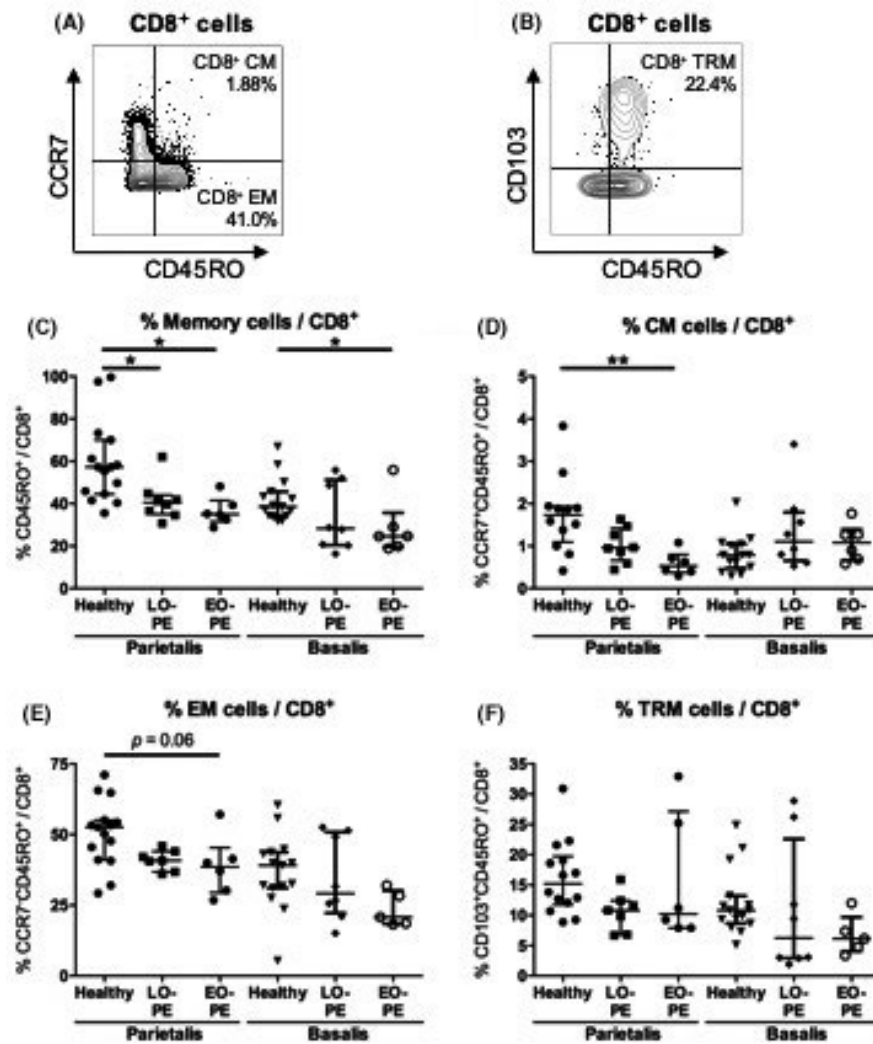 (A)
CD8⁺ cells
CD8⁺ CM
1.88%
CCR7
CD8⁺ EM
41.0%
CD45RO
(B)
CD8⁺ cells
CD8⁺ TRM
22.4%
CD103
CD45RO
(C)
% Memory cells / CD8⁺
*
*
*
% CD45RO⁺ / CD8⁺
100
80
60
40
20
0
Healthy LO-PE EO-PE Healthy LO-PE EO-PE
Parietalis Basalis
(D)
% CM cells / CD8⁺
**
% CCR7⁺CD45RO⁺ / CD8⁺
5
4
3
2
1
0
Healthy LO-PE EO-PE Healthy LO-PE EO-PE
Parietalis Basalis
(E)
% EM cells / CD8⁺
p = 0.06
% CCR7⁻CD45RO⁺ / CD8⁺
75
50
25
0
Healthy LO-PE EO-PE Healthy LO-PE EO-PE
Parietalis Basalis
(F)
% TRM cells / CD8⁺
% CD103⁺CD45RO⁺ / CD8⁺
35
30
25
20
15
10
5
0
Healthy LO-PE EO-PE Healthy LO-PE EO-PE
Parietalis Basalis